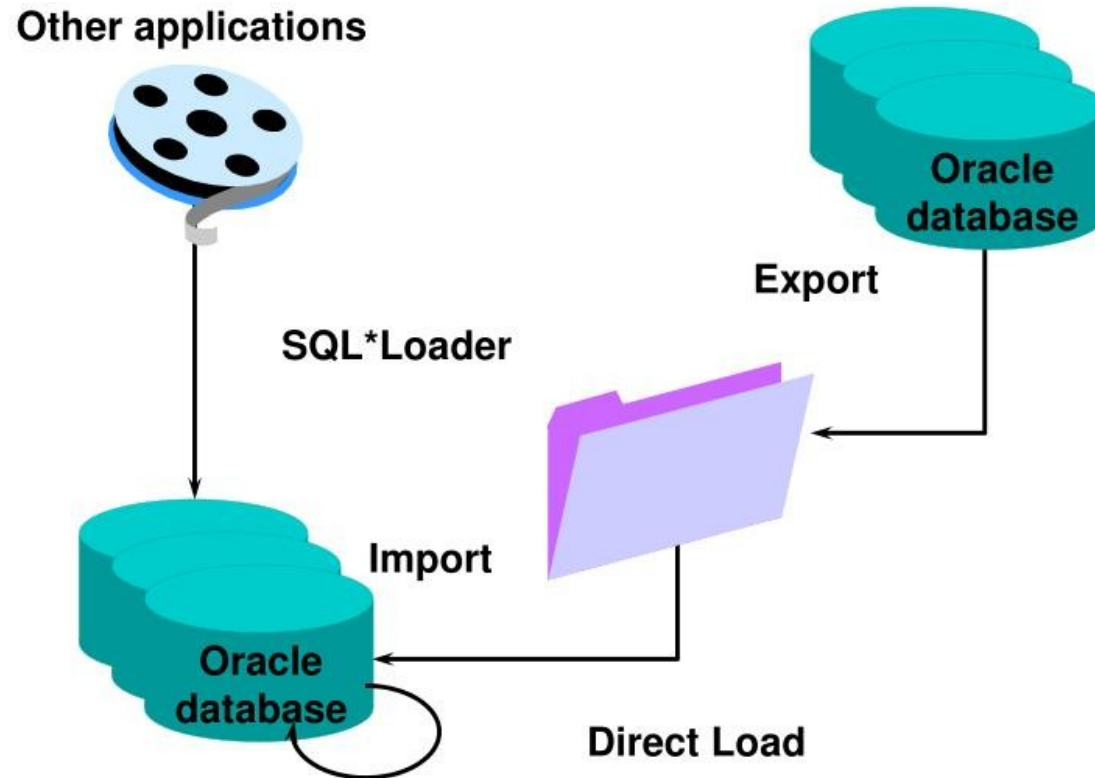 Other applications
Oracle
database
Export
SQL*Loader
Import
Oracle
database
Direct Load